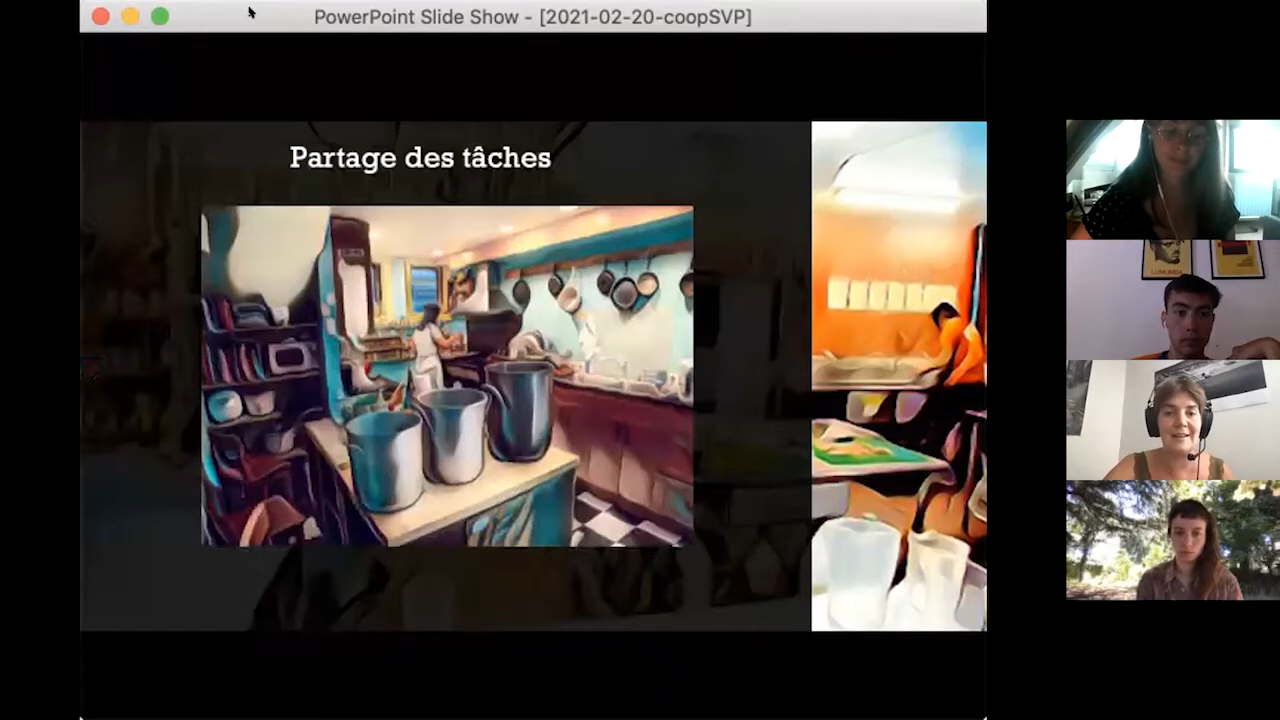 PowerPoint Slide Show - [2021-02-20-coopSVP]
Partage des tâches
LUMUMBA